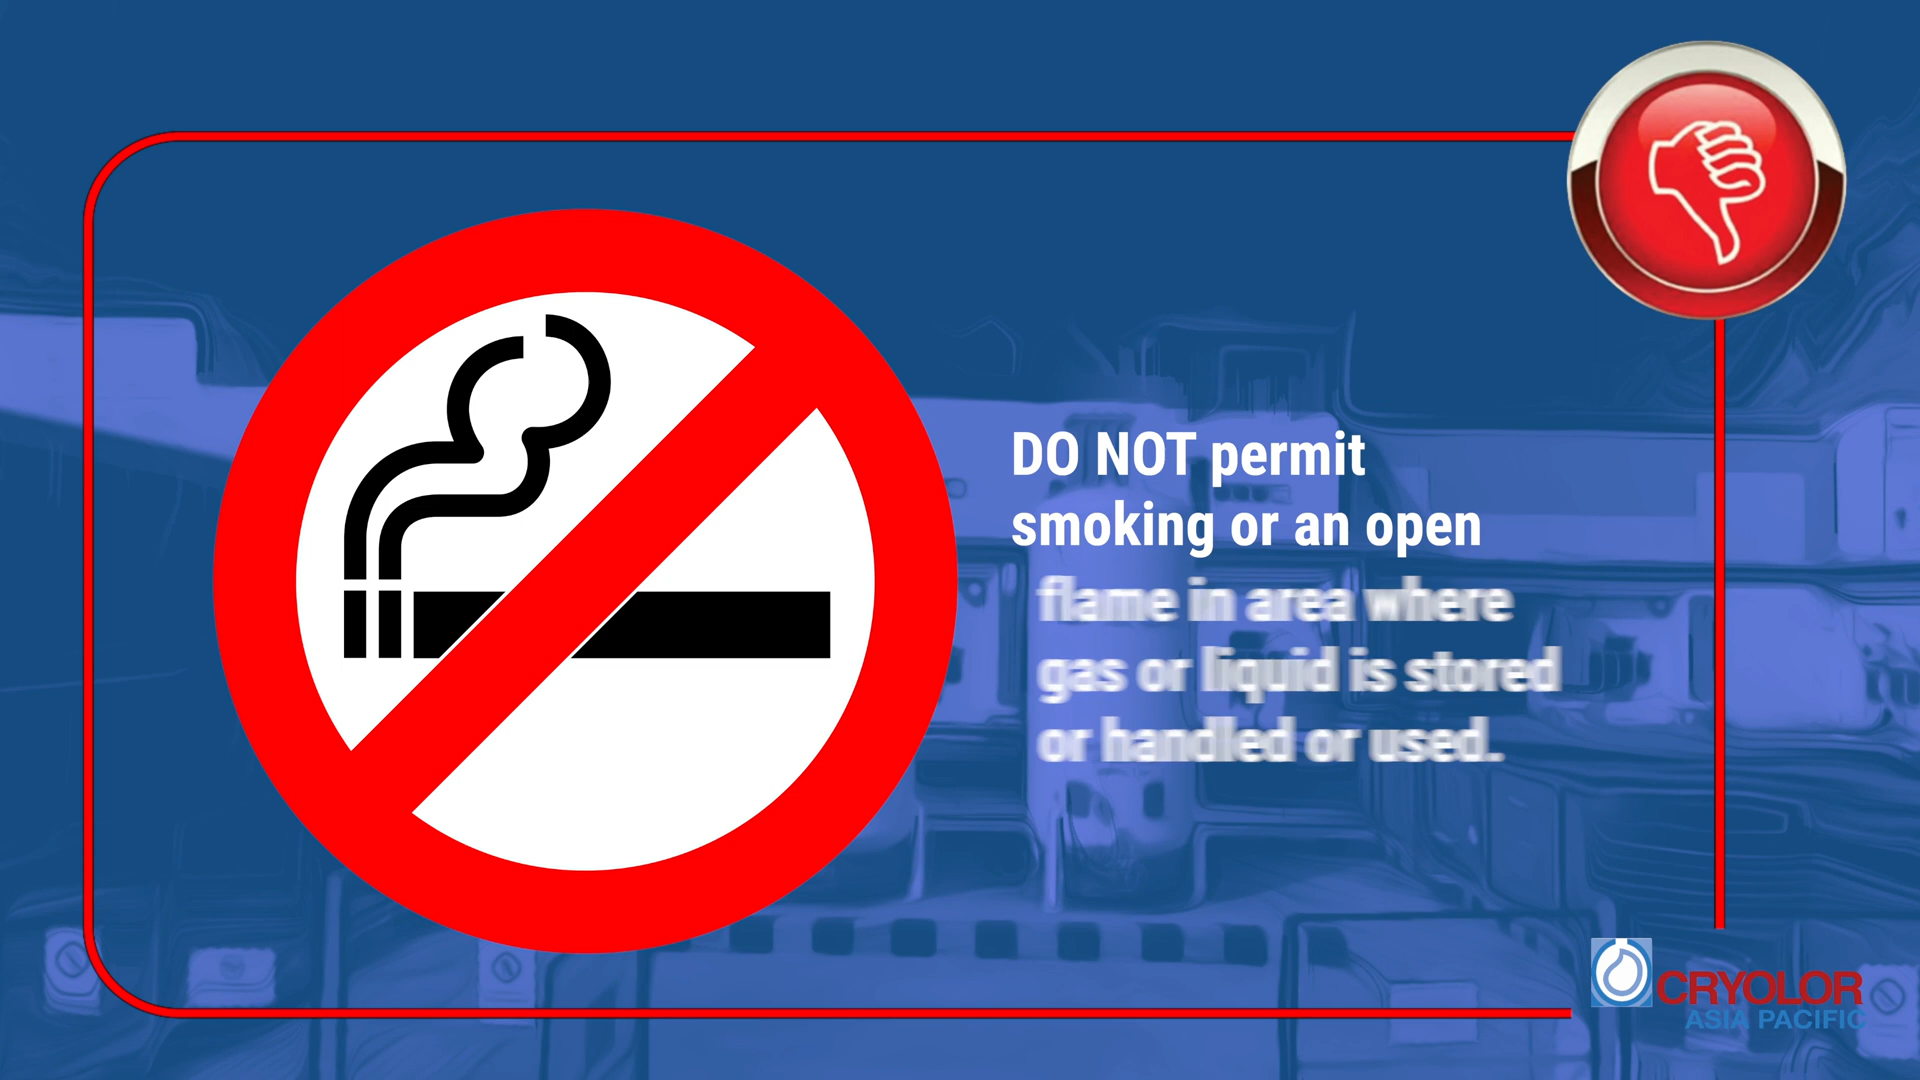 DO NOT permit
smoking or an open
flame in area where
gas or liquid is stored
or handled or used.
CRYOLOR
ASIA PACIFIC